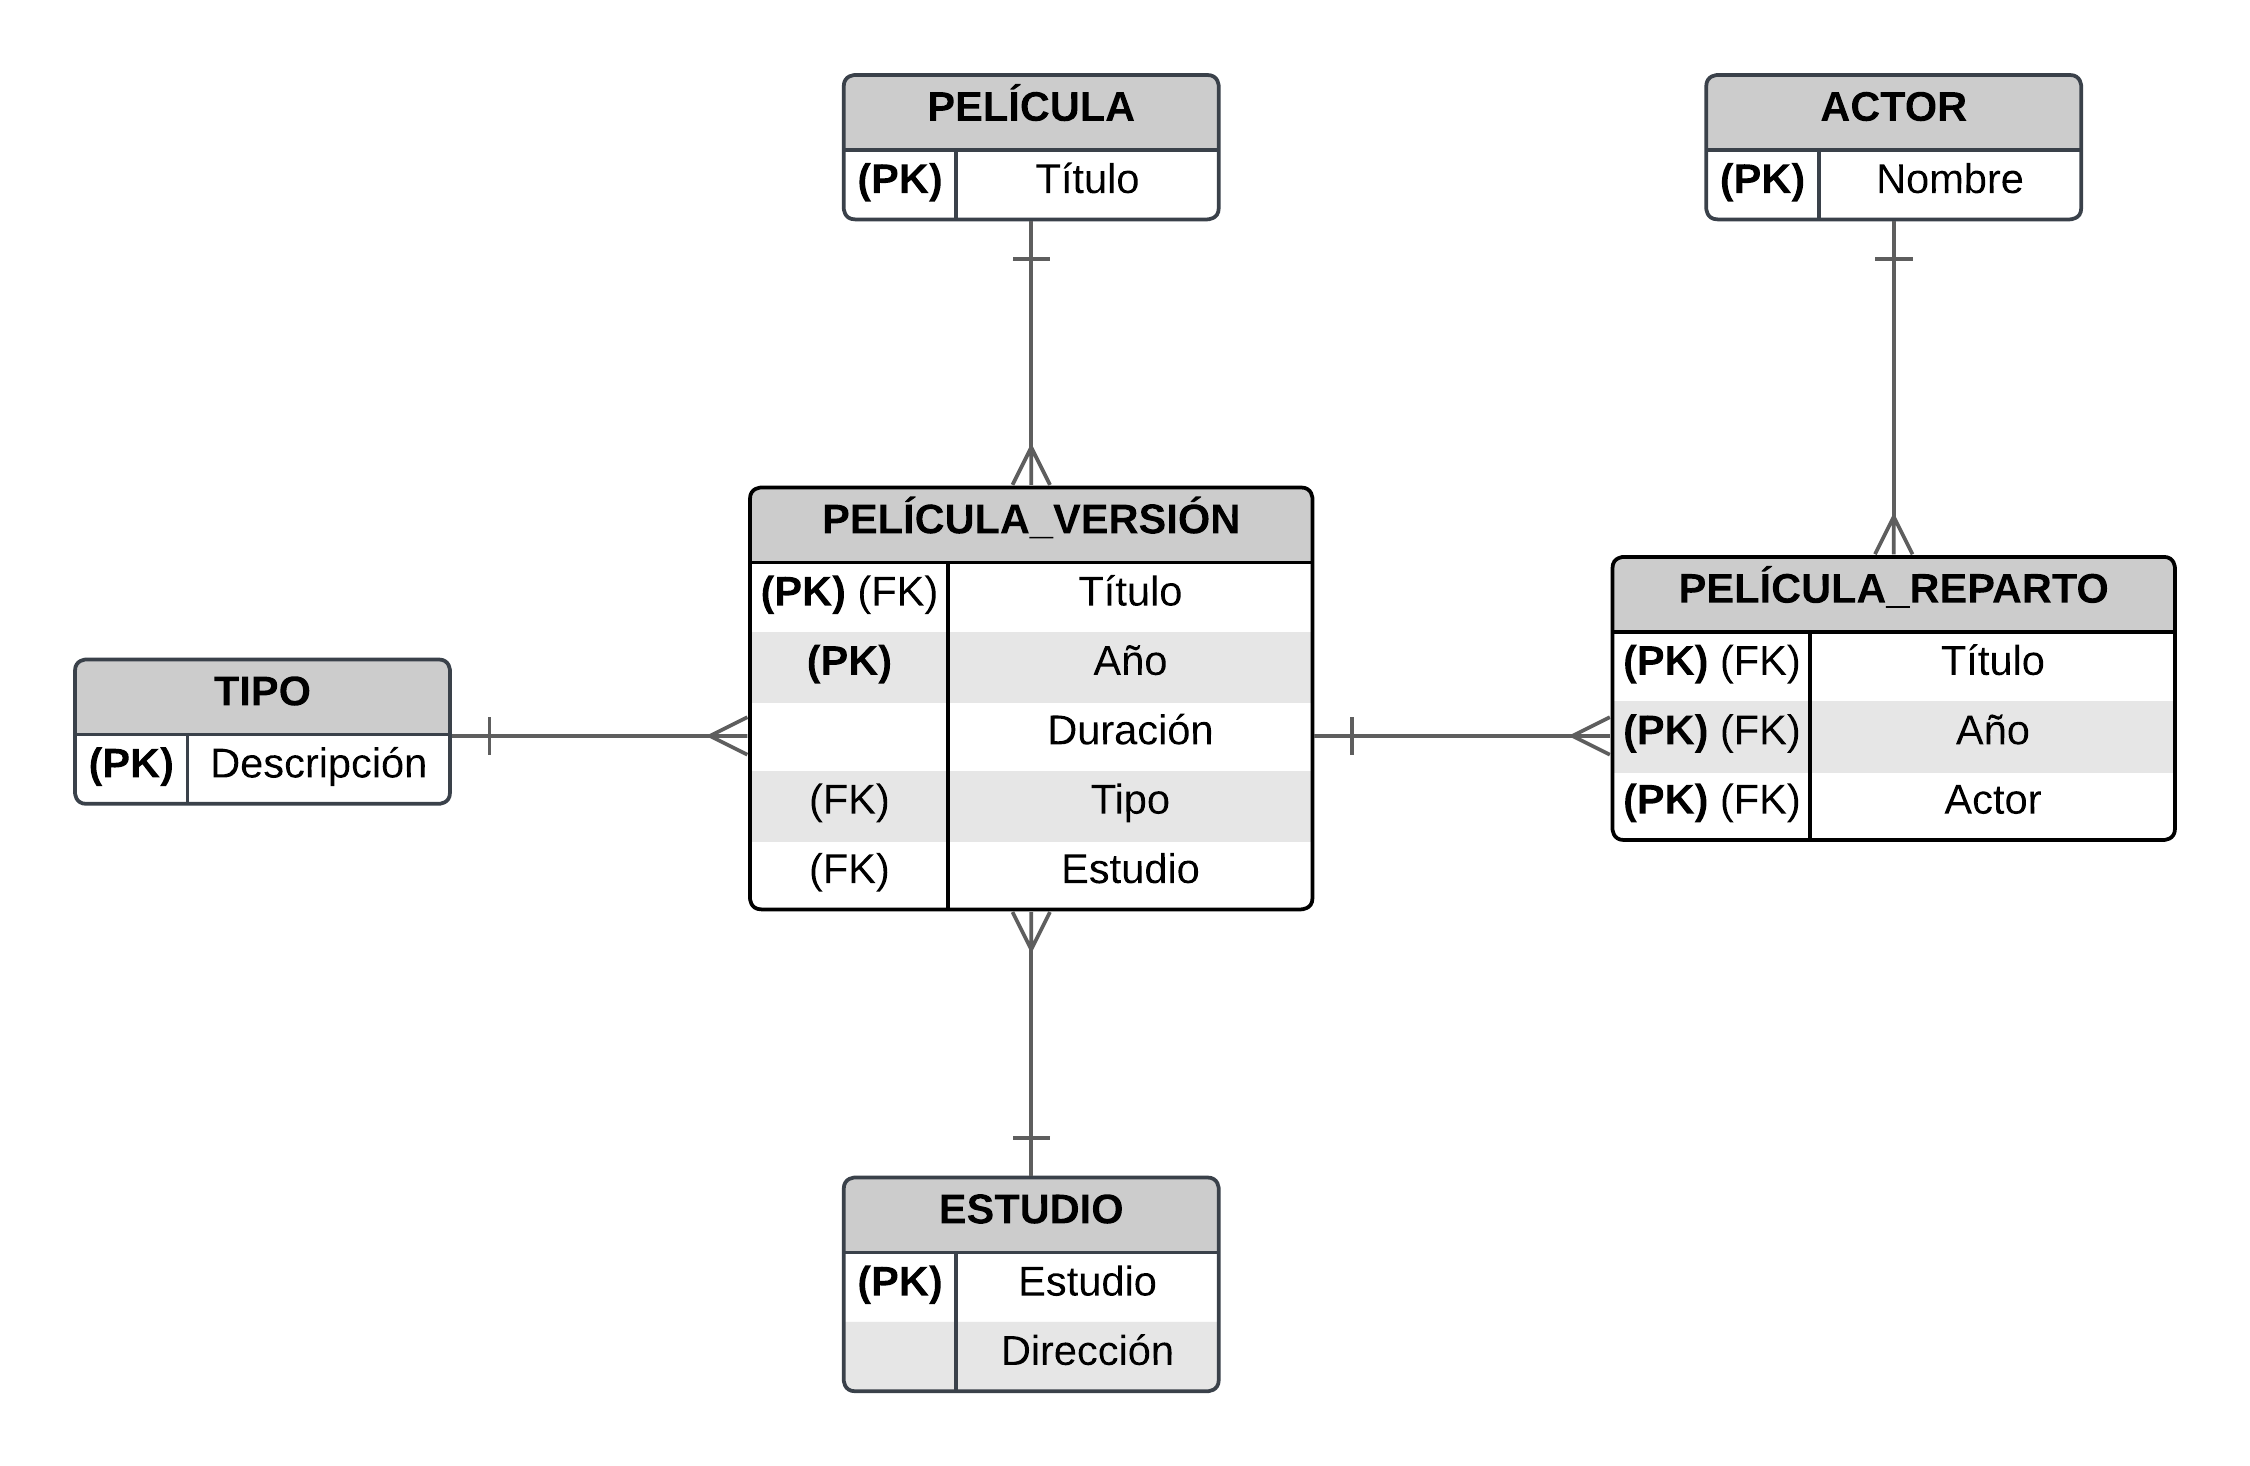 PELÍCULA
(PK) Título
ACTOR
(PK) Nombre
PELÍCULA_VERSIÓN
(PK) (FK) Título
(PK) Año
Duración
(FK) Tipo
(FK) Estudio
TIPO
(PK) Descripción
PELÍCULA_REPARTO
(PK) (FK) Título
(PK) (FK) Año
(PK) (FK) Actor
ESTUDIO
(PK) Estudio
Dirección